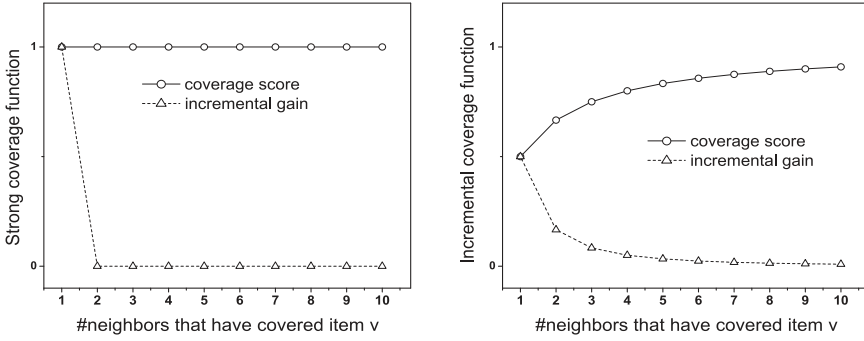 Strong coverage function
1
0
coverage score
incremental gain
1 2 3 4 5 6 7 8 9 10
#neighbors that have covered item v
Incremental coverage function
1
0
coverage score
incremental gain
1 2 3 4 5 6 7 8 9 10
#neighbors that have covered item v